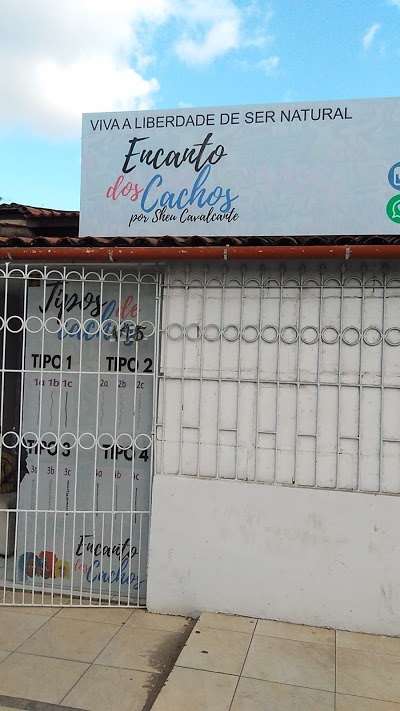 VIVA A LIBERDADE DE SER NATURAL
Encanto
dos Cachos
por Sheu Cavalcante
Tipos de
TIPO 1 TIPO 2
1a 1b 1c 2a 2b 2c
TIPO 3 TIPO 4
3a 3b 3c 4a 4b 4c
Encanto
dos Cachos